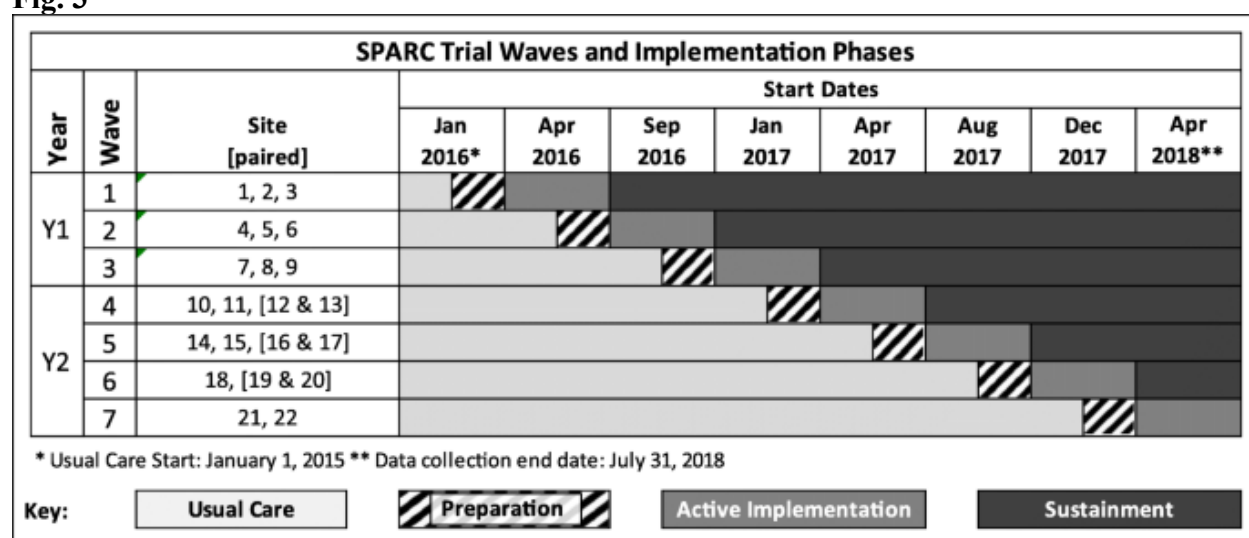 Fig. 3
SPARC Trial Waves and Implementation Phases
Year Wave Site [paired] Start Dates
Jan 2016* Apr 2016 Sep 2016 Jan 2017 Apr 2017 Aug 2017 Dec 2017 Apr 2018**
Y1
1 1, 2, 3
2 4, 5, 6
3 7, 8, 9
Y2
4 10, 11, [12 & 13]
5 14, 15, [16 & 17]
6 18, [19 & 20]
7 21, 22
* Usual Care Start: January 1, 2015 ** Data collection end date: July 31, 2018
Key: Usual Care Preparation Active Implementation Sustainment